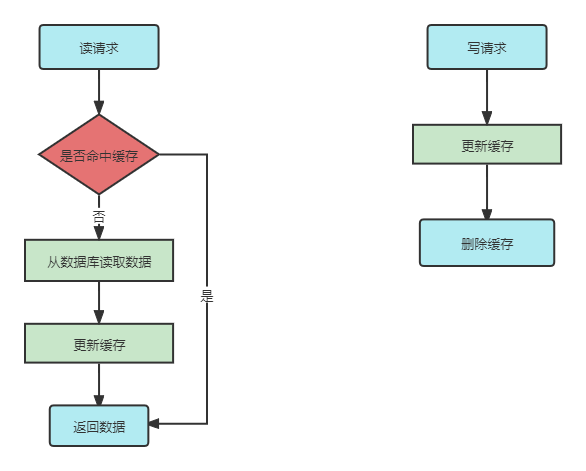 读请求
是否命中缓存
否
是
从数据库读取数据
更新缓存
返回数据
写请求
更新缓存
删除缓存